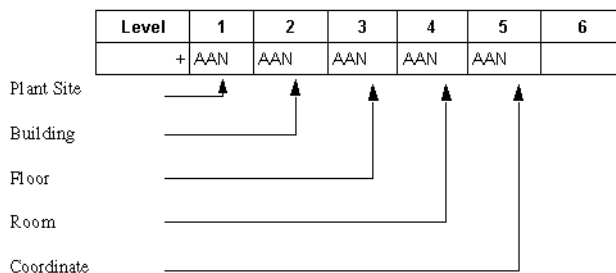 Level 1 2 3 4 5 6
+ AAN AAN AAN AAN AAN
Plant Site
Building
Floor
Room
Coordinate